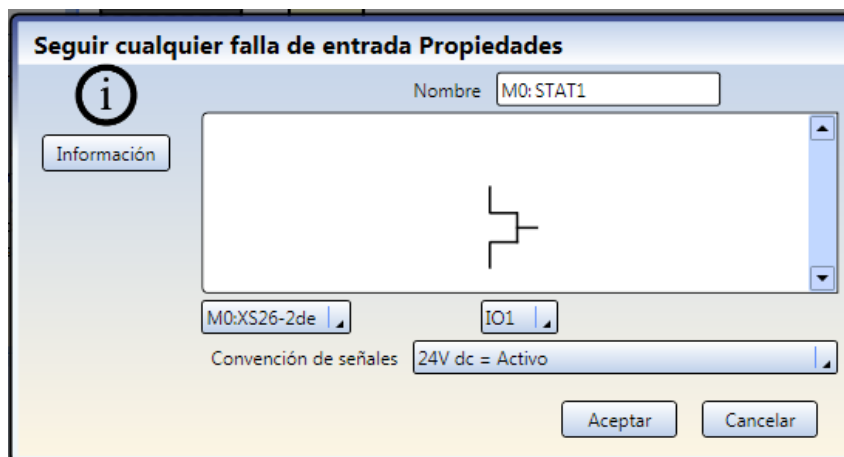 Seguir cualquier falla de entrada Propiedades
i
Nombre M0: STAT1
Información
M0:XS26-2de IO1
Convención de señales 24V dc = Activo
Aceptar Cancelar